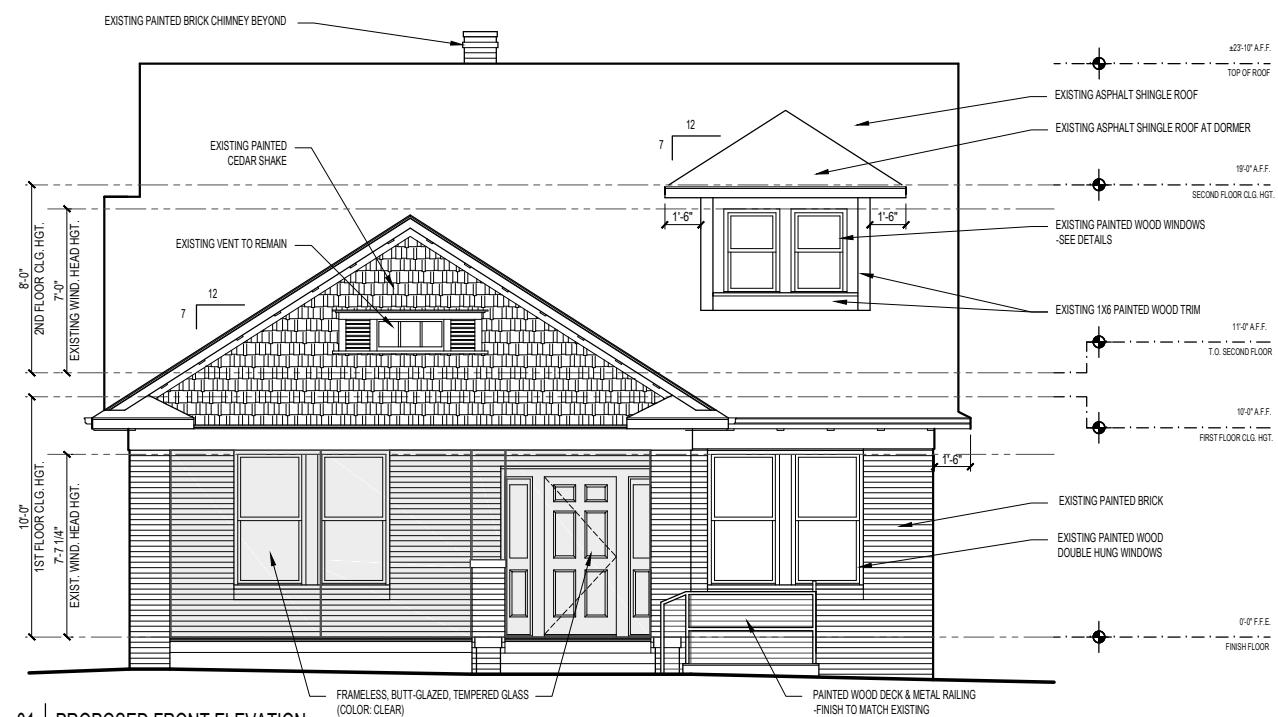 EXISTING PAINTED BRICK CHIMNEY BEYOND
±23'-10" A.F.F.
TOP OF ROOF
EXISTING ASPHALT SHINGLE ROOF
12
7
EXISTING ASPHALT SHINGLE ROOF AT DORMER
EXISTING PAINTED
CEDAR SHAKE
19'-0" A.F.F.
SECOND FLOOR CLG. HGT.
1'-6"
1'-6"
EXISTING PAINTED WOOD WINDOWS
-SEE DETAILS
EXISTING VENT TO REMAIN
8'-0"
2ND FLOOR CLG. HGT.
7'-0"
EXISTING WIND. HEAD HGT.
12
7
EXISTING 1X6 PAINTED WOOD TRIM
11'-0" A.F.F.
T.O. SECOND FLOOR
10'-0" A.F.F.
FIRST FLOOR CLG. HGT.
1'-6"
10'-0"
1ST FLOOR CLG. HGT.
7'-7 1/4"
EXIST. WIND. HEAD HGT.
EXISTING PAINTED BRICK
EXISTING PAINTED WOOD
DOUBLE HUNG WINDOWS
0'-0" F.F.E.
FINISH FLOOR
FRAMELESS, BUTT-GLAZED, TEMPERED GLASS
(COLOR: CLEAR)
PAINTED WOOD DECK & METAL RAILING
-FINISH TO MATCH EXISTING
01 PROPOSED FRONT ELEVATION